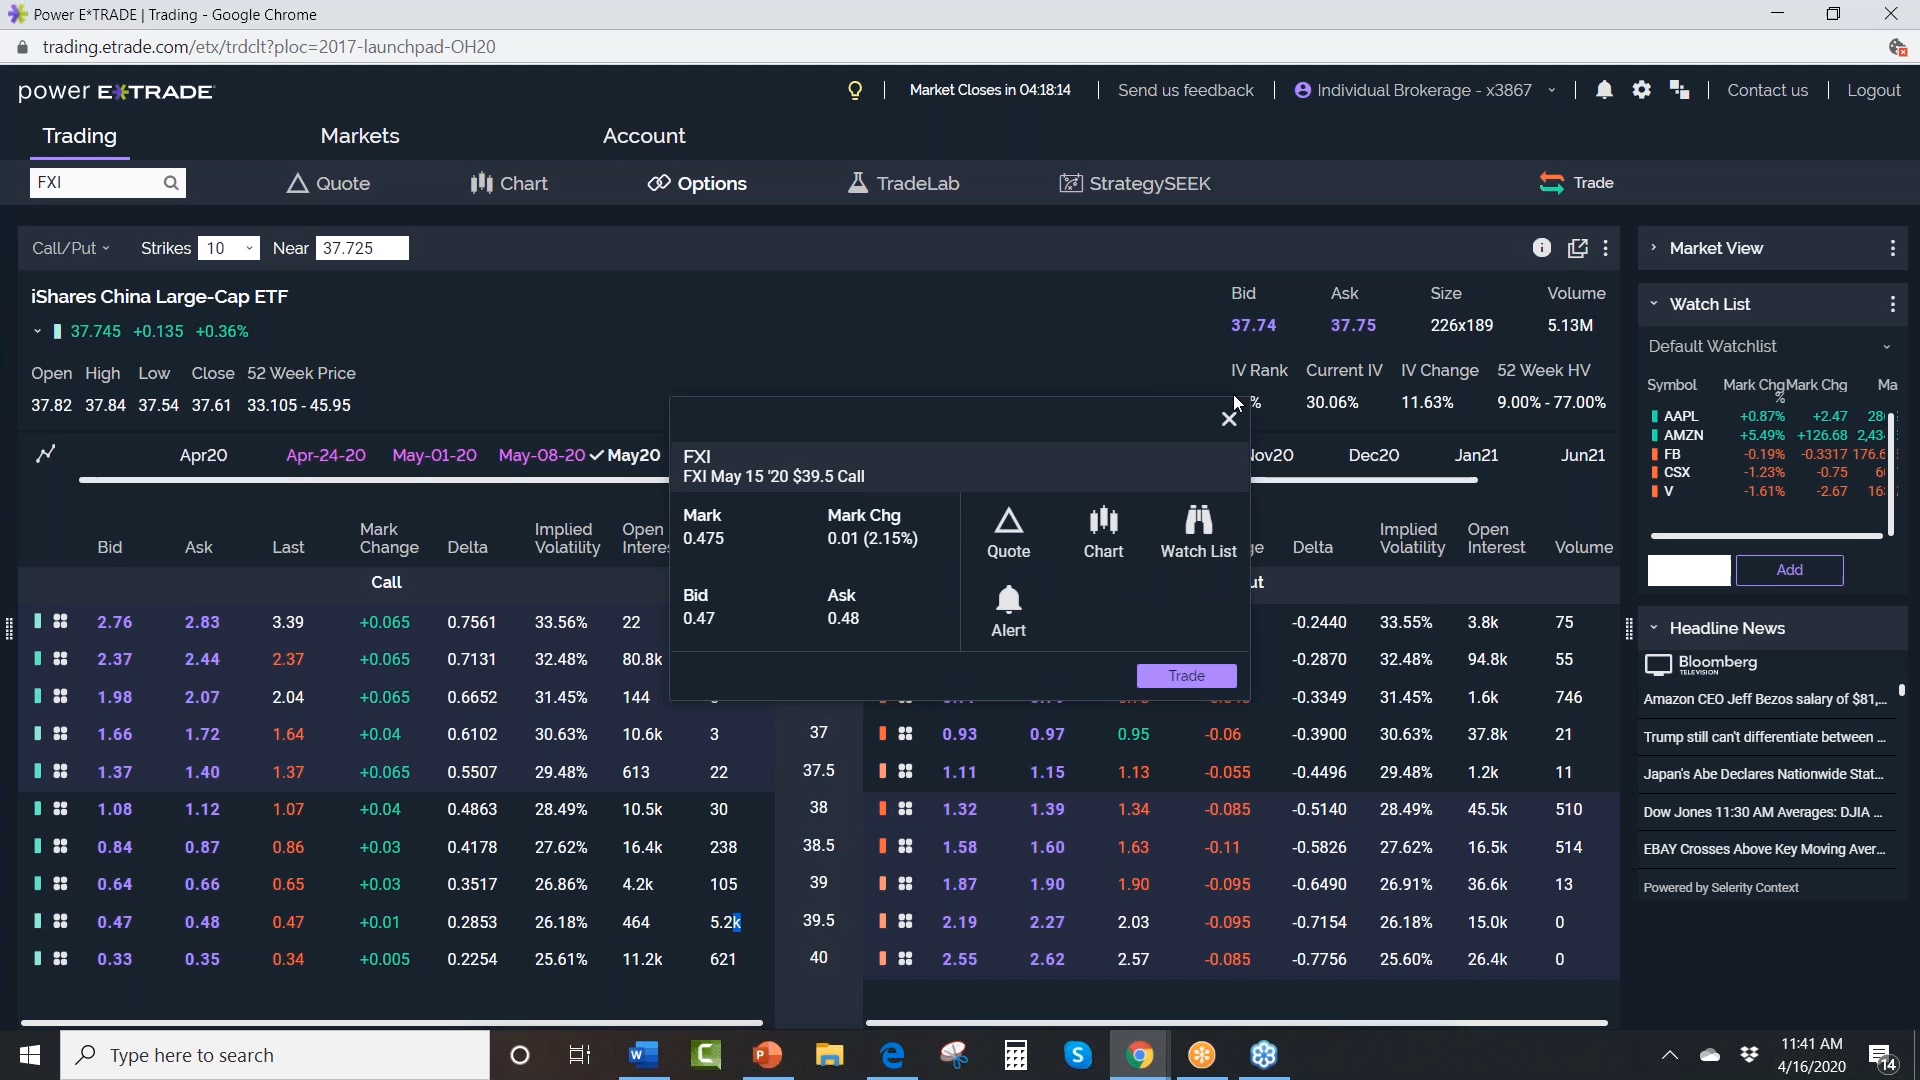 Power E*TRADE | Trading - Google Chrome
trading.etrade.com/etx/trdclt?ploc=2017-launchpad-OH20
power E*TRADE
Market Closes in 04:18:14
Send us feedback
Individual Brokerage - x3867
Contact us
Logout
Trading Markets Account
FXI Quote Chart Options TradeLab StrategySEEK Trade
Call/Put Strikes 10 Near 37.725
iShares China Large-Cap ETF
37.745 +0.135 +0.36%
Open High Low Close 52 Week Price
37.82 37.84 37.54 37.61 33.105 - 45.95
Bid Ask Size Volume
37.74 37.75 226x189 5.13M
IV Rank Current IV IV Change 52 Week HV
% 30.06% 11.63% 9.00% - 77.00%
Apr20 Apr-24-20 May-01-20 May-08-20 May20 Nov20 Dec20 Jan21 Jun21
FXI
FXI May 15 '20 $39.5 Call
Mark Mark Chg
0.475 0.01 (2.15%)
Bid Ask
0.47 0.48
Quote Chart Watch List
Alert
Trade
Bid Ask Last Mark Change Delta Implied Volatility Open Interes
ge Delta Implied Volatility Open Interest Volume
Call
ut
2.76 2.83 3.39 +0.065 0.7561 33.56% 22 -0.2440 33.55% 3.8k 75
2.37 2.44 2.37 +0.065 0.7131 32.48% 80.8k -0.2870 32.48% 94.8k 55
1.98 2.07 2.04 +0.065 0.6652 31.45% 144 -0.3349 31.45% 1.6k 746
1.66 1.72 1.64 +0.04 0.6102 30.63% 10.6k 3 37 0.93 0.97 0.95 -0.06 -0.3900 30.63% 37.8k 21
1.37 1.40 1.37 +0.065 0.5507 29.48% 613 22 37.5 1.11 1.15 1.13 -0.055 -0.4496 29.48% 1.2k 11
1.08 1.12 1.07 +0.04 0.4863 28.49% 10.5k 30 38 1.32 1.39 1.34 -0.085 -0.5140 28.49% 45.5k 510
0.84 0.87 0.86 +0.03 0.4178 27.62% 16.4k 238 38.5 1.58 1.60 1.63 -0.11 -0.5826 27.62% 16.5k 514
0.64 0.66 0.65 +0.03 0.3517 26.86% 4.2k 105 39 1.87 1.90 1.90 -0.095 -0.6490 26.91% 36.6k 13
0.47 0.48 0.47 +0.01 0.2853 26.18% 464 5.2k 39.5 2.19 2.27 2.03 -0.095 -0.7154 26.18% 15.0k 0
0.33 0.35 0.34 +0.005 0.2254 25.61% 11.2k 621 40 2.55 2.62 2.57 -0.085 -0.7756 25.60% 26.4k 0
Market View
Watch List
Default Watchlist
Symbol Mark Chg % Mark Chg Ma
AAPL +0.87% +2.47 28
AMZN +5.49% +126.68 2,43
FB -0.19% -0.3317 176.6
CSX -1.23% -0.75 6
V -1.61% -2.67 16
Add
Headline News
Bloomberg
TELEVISION
Amazon CEO Jeff Bezos salary of $81,...
Trump still can't differentiate between ...
Japan's Abe Declares Nationwide Stat...
Dow Jones 11:30 AM Averages: DJIA ...
EBAY Crosses Above Key Moving Aver...
Powered by Selerity Context
Type here to search
11:41 AM
4/16/2020
14